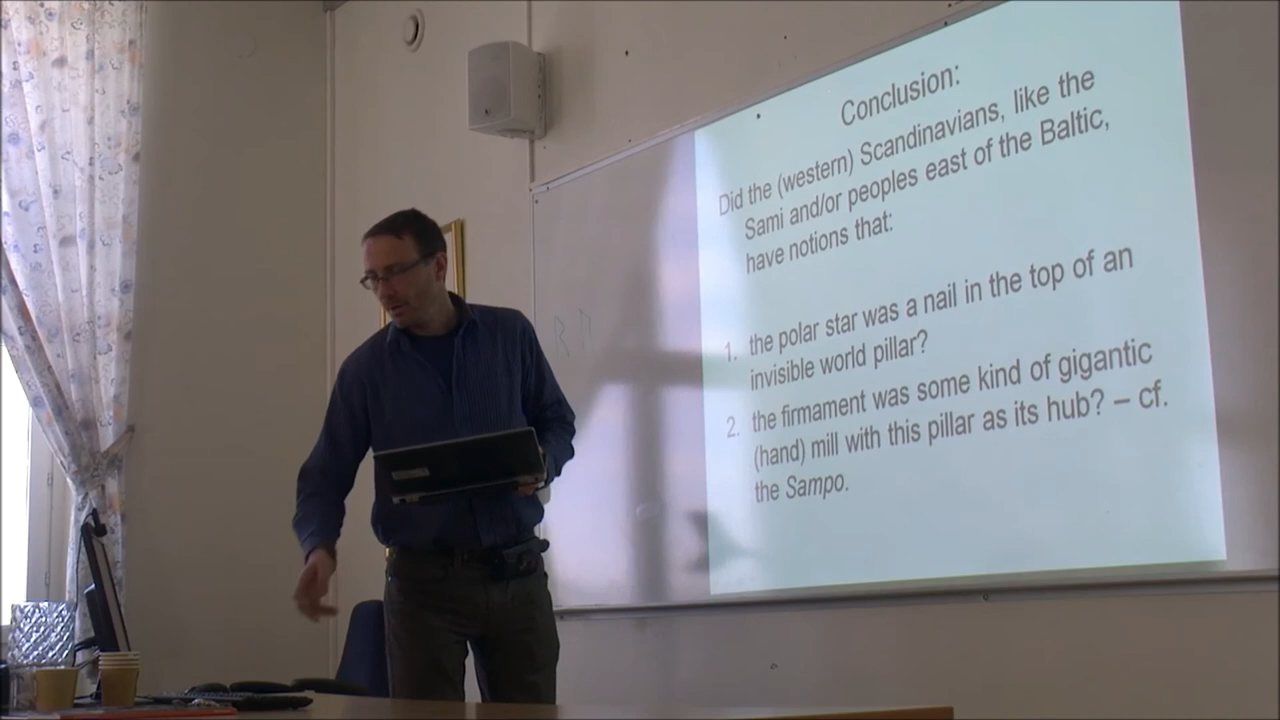 Conclusion:
Did the (western) Scandinavians, like the
Sami and/or peoples east of the Baltic,
have notions that:
1. the polar star was a nail in the top of an
invisible world pillar?
2. the firmament was some kind of gigantic
(hand) mill with this pillar as its hub? – cf.
the Sampo.